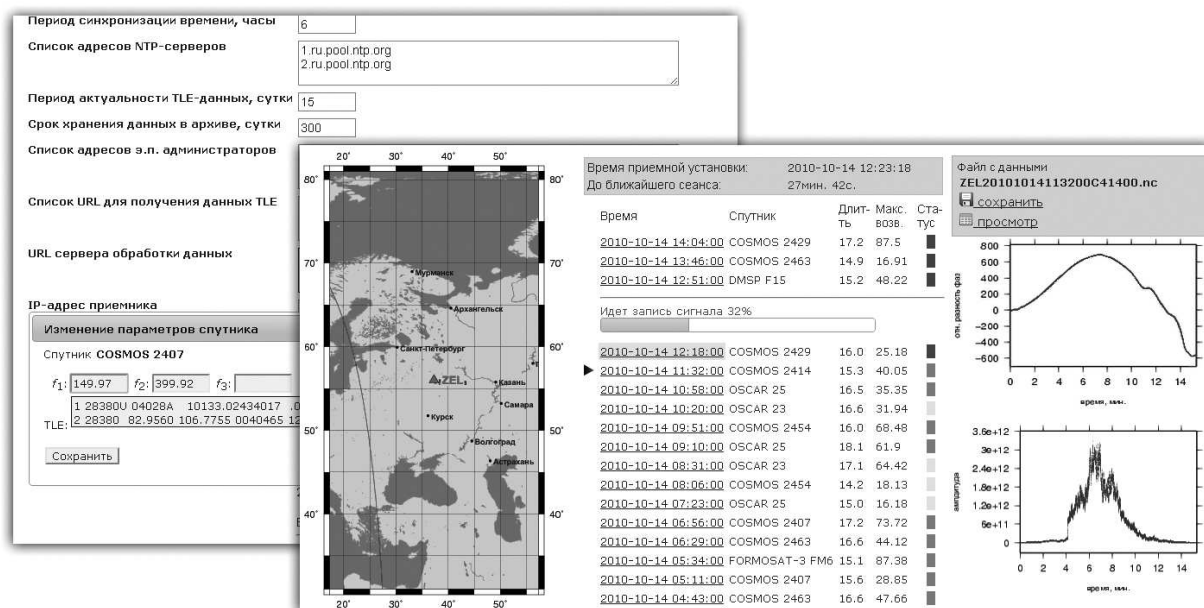 Период синхронизации времени, часы
6
Список адресов NTP-серверов
1.ru.pool.ntp.org
2.ru.pool.ntp.org
Период актуальности TLE-данных, сутки
15
Срок хранения данных в архиве, сутки
300
Список адресов э.п. администраторов
Список URL для получения данных TLE
URL сервера обработки данных
IP-адрес приемника
Изменение параметров спутника
Спутник COSMOS 2407
f1: 149.97 f2: 399.92 f3:
TLE:
1 28380U 04028A 10133.02434017 .0
2 28380 82.9560 106.7755 0040465 12
Сохранить
20° 30° 40° 50°
80° 80°
70° 70°
60° 60°
50° 50°
40° 40°
20° 30° 40° 50°
Мурманск
Архангельск
Санкт-Петербург
ZEL
Казань
Самара
Курск
Волгоград
Астрахань
Время приемной установки: 2010-10-14 12:23:18
До ближайшего сеанса: 27мин. 42с.
Время Спутник Длит-ть Макс. возв. Ста-тус
2010-10-14 14:04:00 COSMOS 2429 17.2 87.5
2010-10-14 13:46:00 COSMOS 2463 14.9 16.91
2010-10-14 12:51:00 DMSP F15 15.2 48.22
Идет запись сигнала 32%
2010-10-14 12:18:00 COSMOS 2429 16.0 25.18
2010-10-14 11:32:00 COSMOS 2414 15.3 40.05
2010-10-14 10:58:00 OSCAR 25 16.5 35.35
2010-10-14 10:20:00 OSCAR 23 16.6 31.94
2010-10-14 09:51:00 COSMOS 2454 16.0 68.48
2010-10-14 09:10:00 OSCAR 25 18.1 61.9
2010-10-14 08:31:00 OSCAR 23 17.1 64.42
2010-10-14 08:06:00 COSMOS 2454 14.2 18.13
2010-10-14 07:23:00 OSCAR 25 15.0 16.18
2010-10-14 06:56:00 COSMOS 2407 17.2 73.72
2010-10-14 06:29:00 COSMOS 2463 16.6 44.12
2010-10-14 05:34:00 FORMOSAT-3 FM6 15.1 87.38
2010-10-14 05:11:00 COSMOS 2407 15.6 28.85
2010-10-14 04:43:00 COSMOS 2463 16.6 47.66
Файл с данными
ZEL20101014113200C41400.nc
сохранить
просмотр
отн. разность фаз
800
600
400
200
0
−200
−400
−600
0 2 4 6 8 10 12 14
время, мин.
амплитуда
3.6e+12
2.4e+12
1.2e+12
6e+11
0
0 2 4 6 8 10 12 14
время, мин.